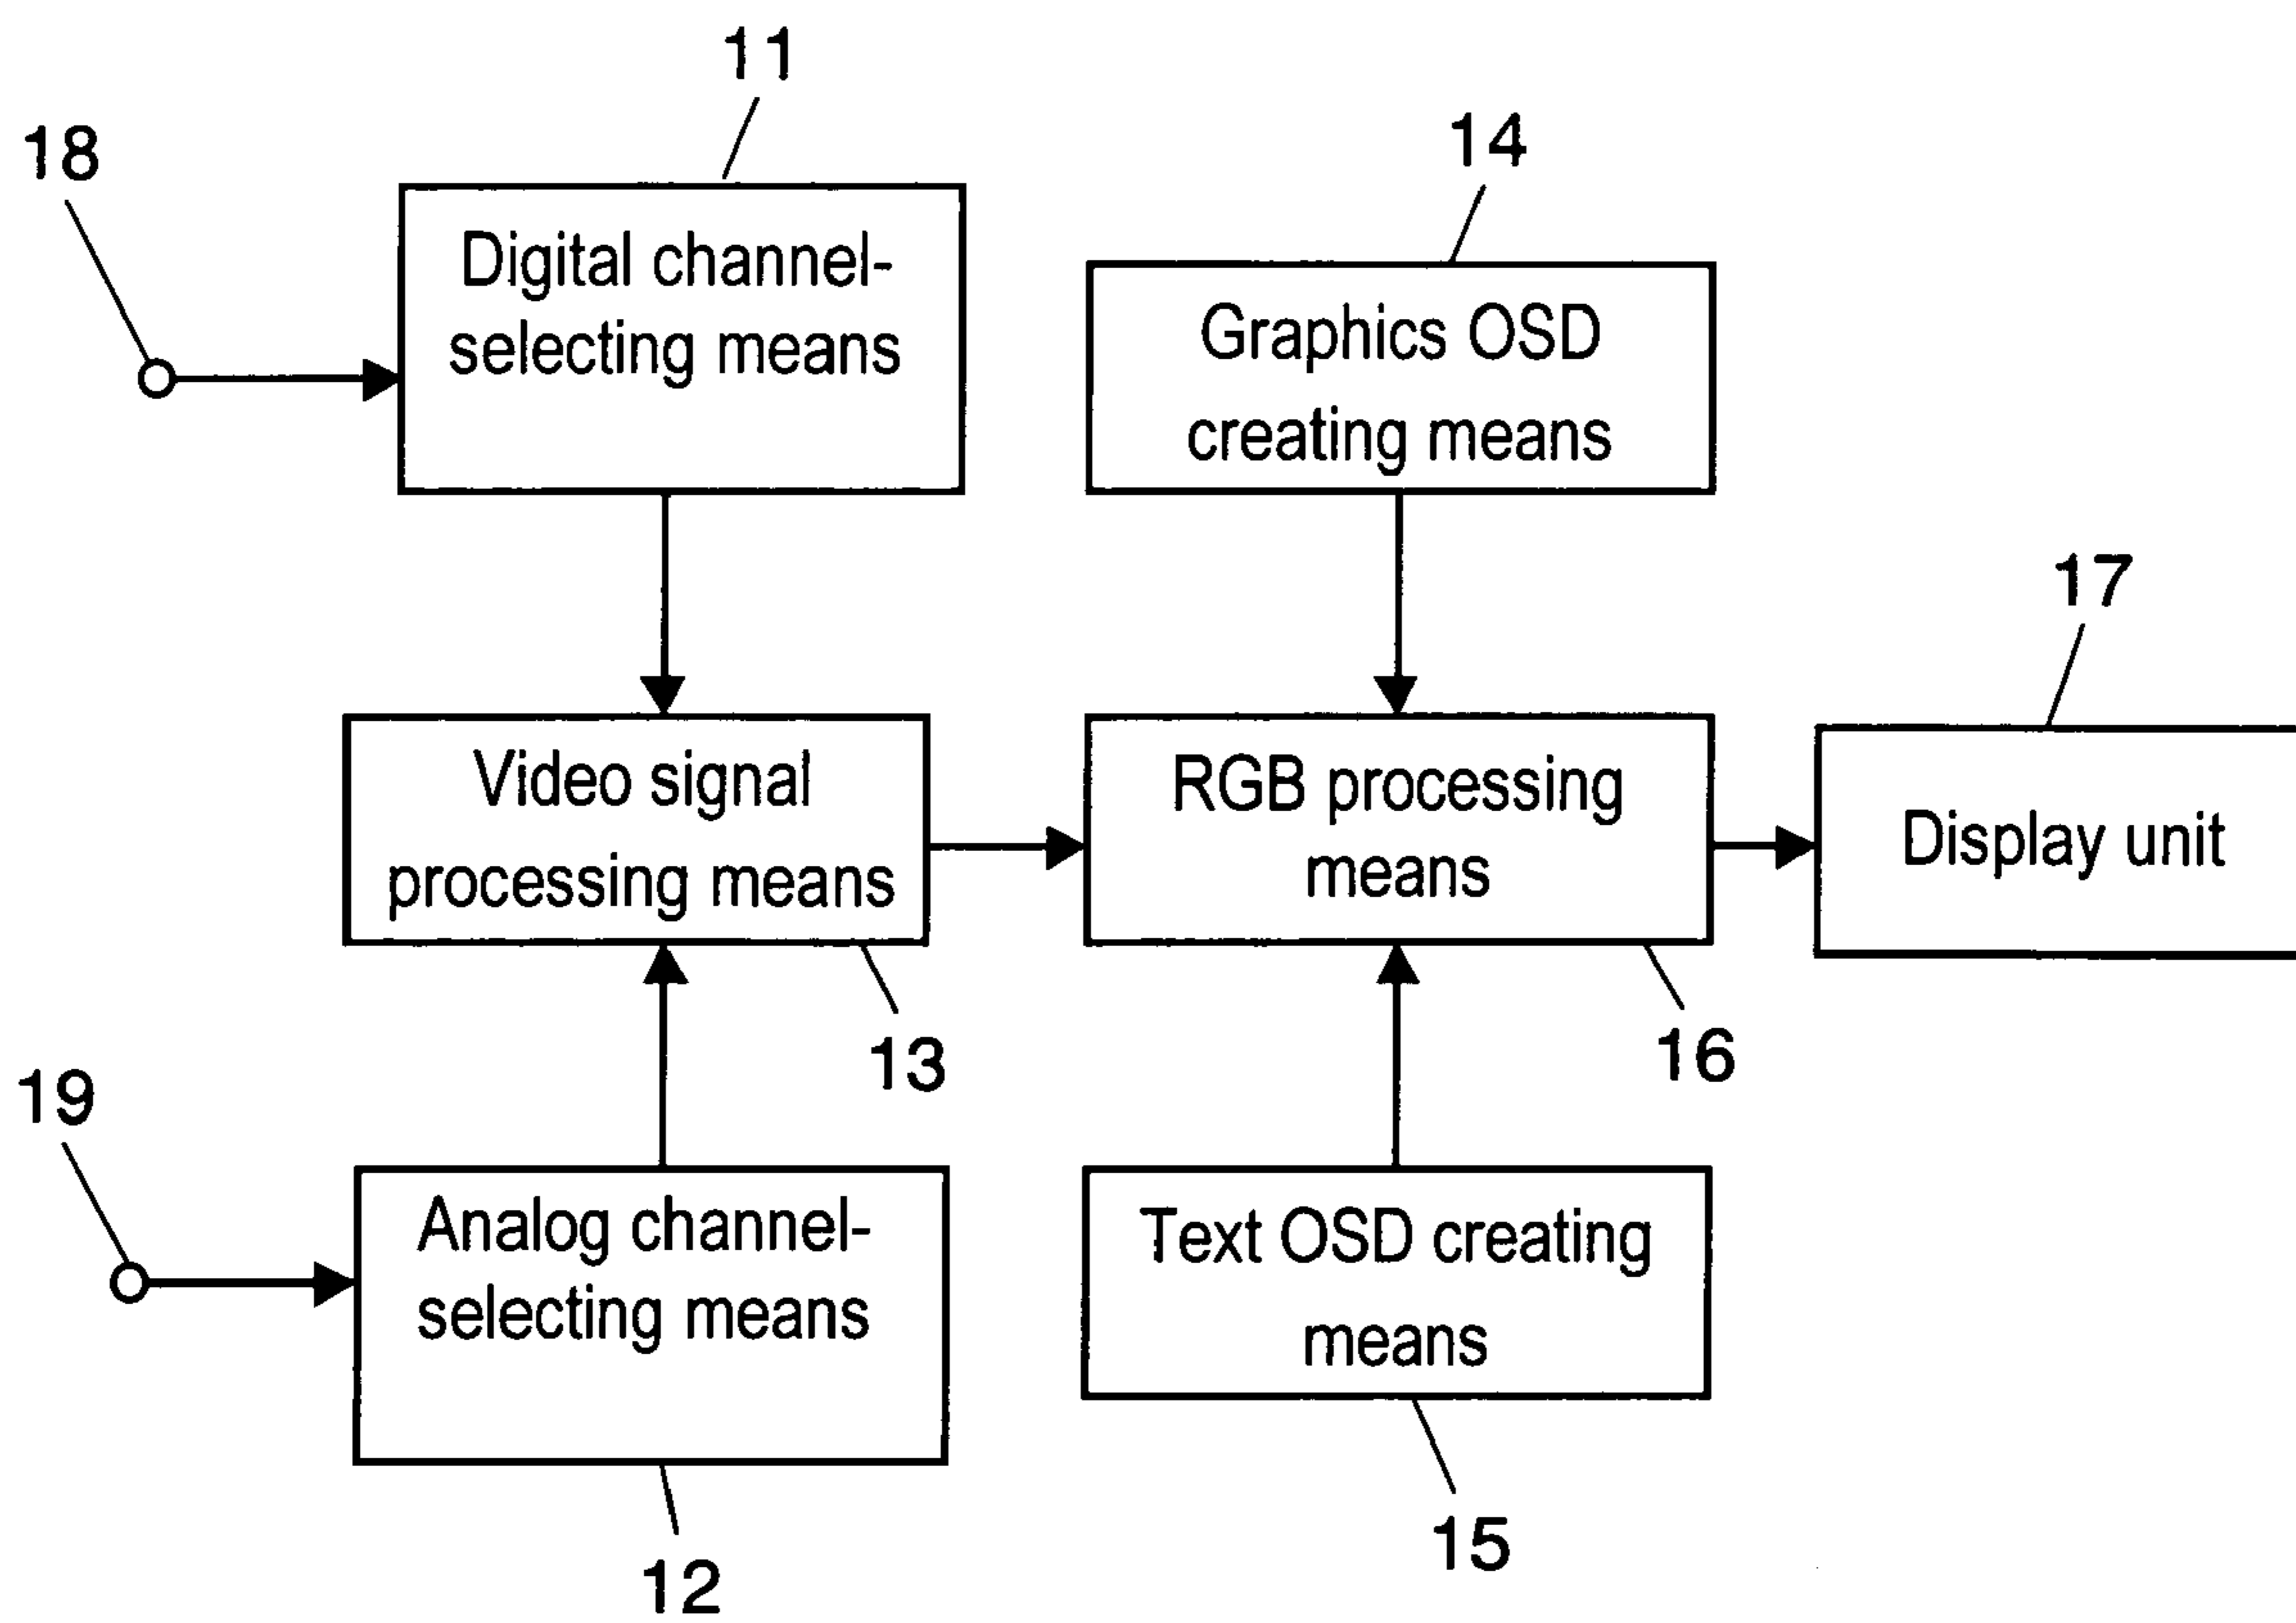 11
18
14
Digital channel-
selecting means
Graphics OSD
creating means
17
Video signal
processing means
RGB processing
means
Display unit
13
16
19
Analog channel-
selecting means
Text OSD creating
means
15
12